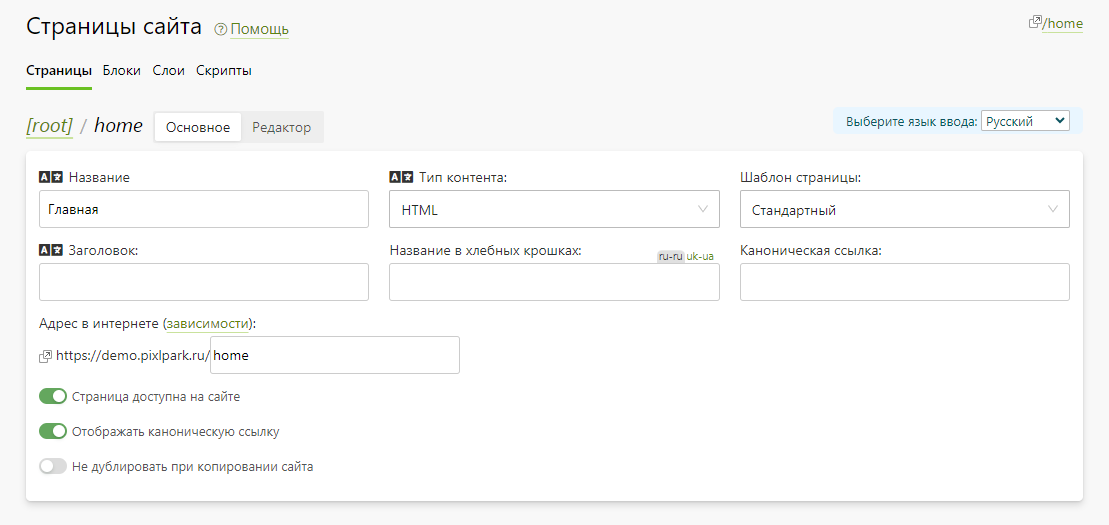 Страницы сайта Помощь /home
Страницы Блоки Слои Скрипты
[root] / home Основное Редактор Выберите язык ввода: Русский
Название Тип контента: Шаблон страницы:
Главная HTML Стандартный
Заголовок: Название в хлебных крошках: ru-ru uk-ua Каноническая ссылка:
Адрес в интернете (зависимости):
https://demo.pixlpark.ru/ home
Страница доступна на сайте
Отображать каноническую ссылку
Не дублировать при копировании сайта